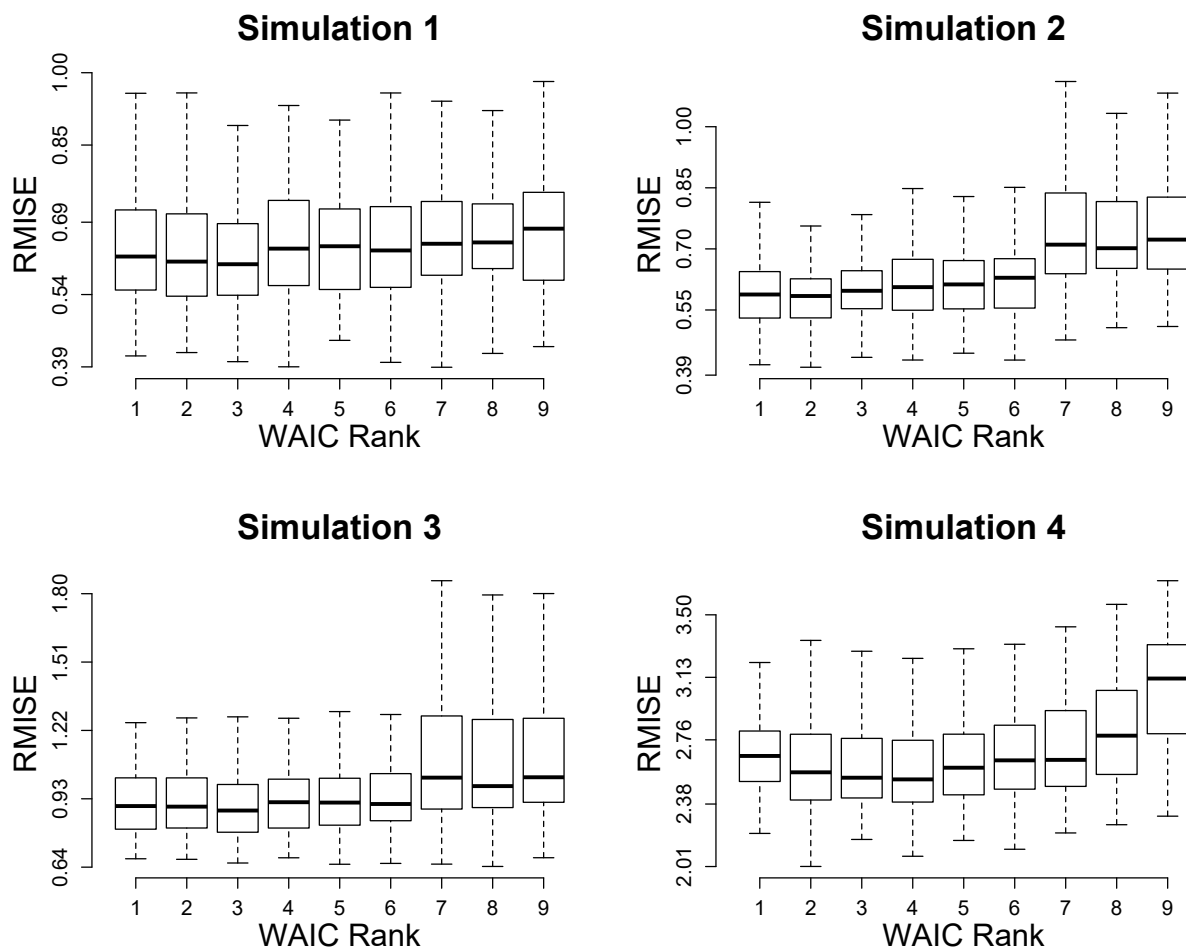 Simulation 1
RMISE
1.00
0.85
0.69
0.54
0.39
1 2 3 4 5 6 7 8 9
WAIC Rank
Simulation 2
RMISE
1.00
0.85
0.70
0.55
0.39
1 2 3 4 5 6 7 8 9
WAIC Rank
Simulation 3
RMISE
1.80
1.51
1.22
0.93
0.64
1 2 3 4 5 6 7 8 9
WAIC Rank
Simulation 4
RMISE
3.50
3.13
2.76
2.38
2.01
1 2 3 4 5 6 7 8 9
WAIC Rank